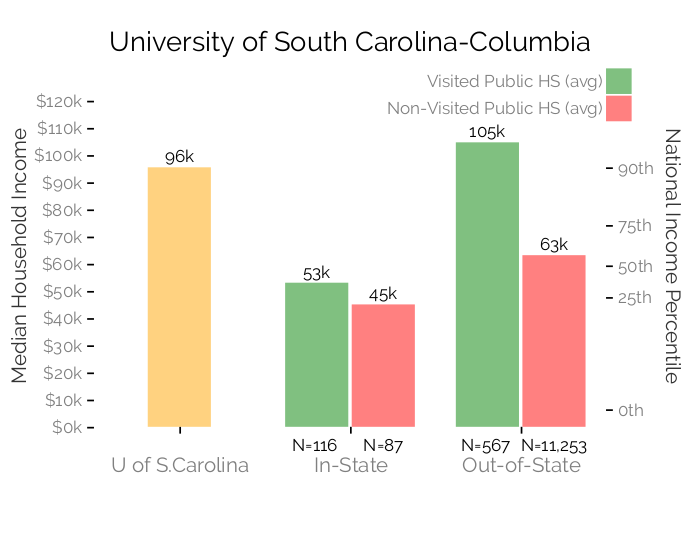 University of South Carolina-Columbia
Visited Public HS (avg)
Non-Visited Public HS (avg)
Median Household Income
$120k
$110k
$100k
$90k
$80k
$70k
$60k
$50k
$40k
$30k
$20k
$10k
$0k
96k
53k
45k
105k
63k
90th
75th
50th
25th
0th
National Income Percentile
N=116 N=87 N=567 N=11,253
U of S.Carolina In-State Out-of-State